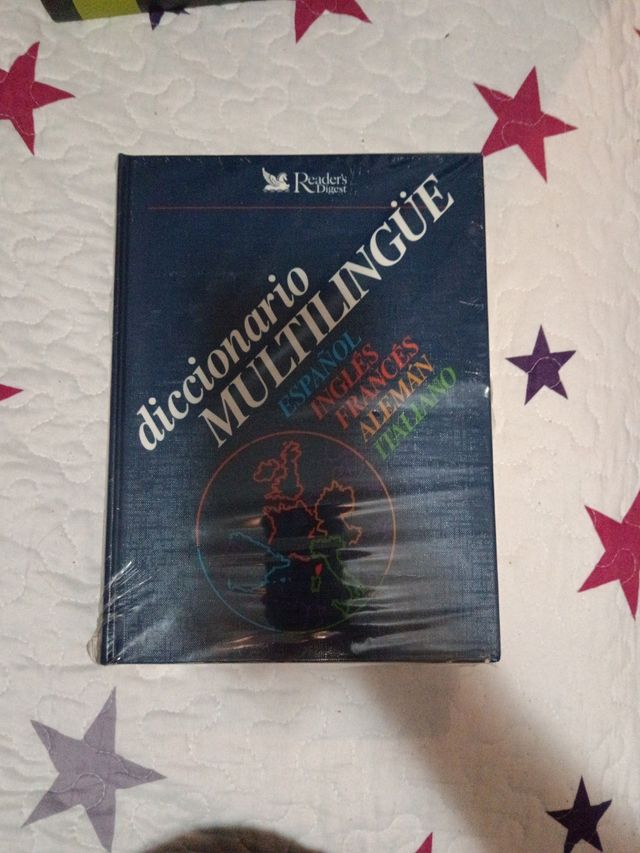 Reader's
Digest
diccionario
MULTILINGÜE
ESPAÑOL
INGLÉS
FRANCÉS
ALEMÁN
ITALIANO